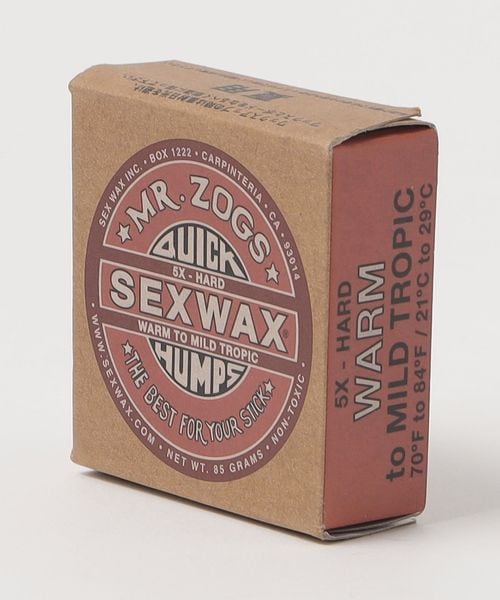 夏用
SEX WAX INC. • BOX 1222 • CARPINTERIA, CA, 93014
★ MR. ZOGS ★
QUICK
5X - HARD
SEXWAX®
WARM TO MILD TROPIC
HUMPS
★THE BEST FOR YOUR STICK★
• WWW.SEXWAX.COM • NET WT. 85 GRAMS • NON-TOXIC •
5X - HARD
WARM
to MILD TROPIC
70°F to 84°F / 21°C to 29°C